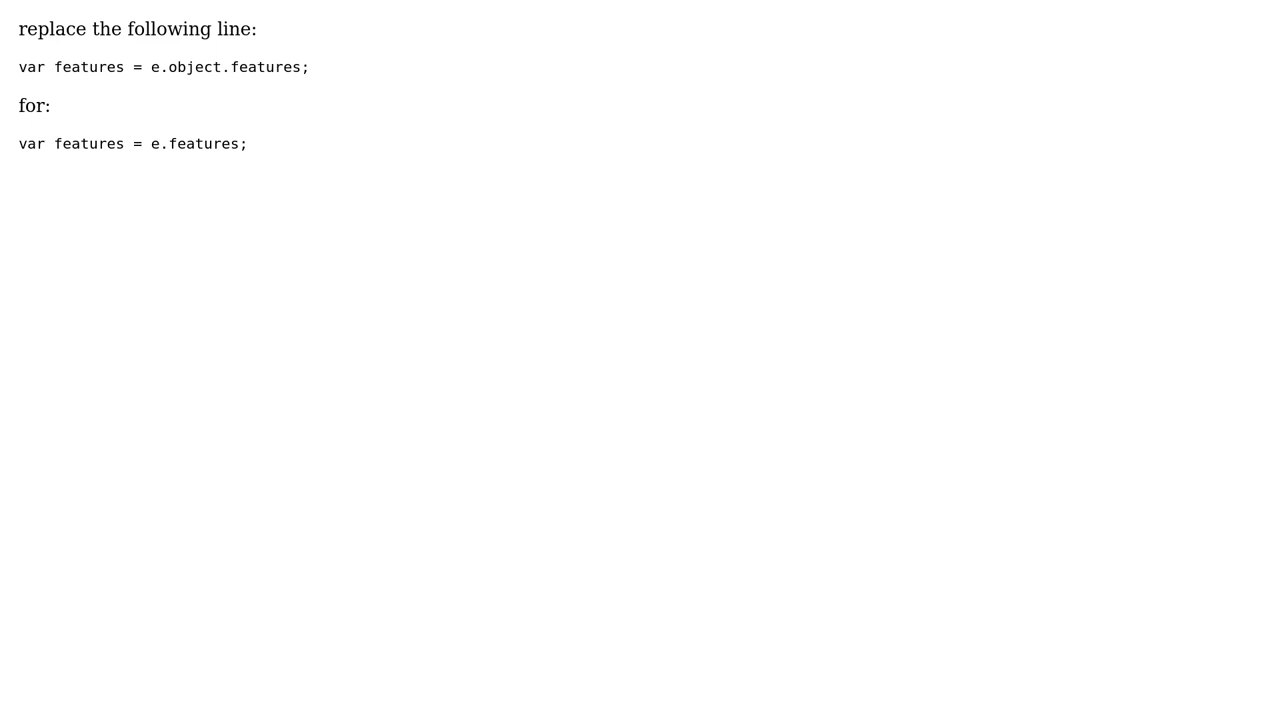 replace the following line:
var features = e.object.features;
for:
var features = e.features;